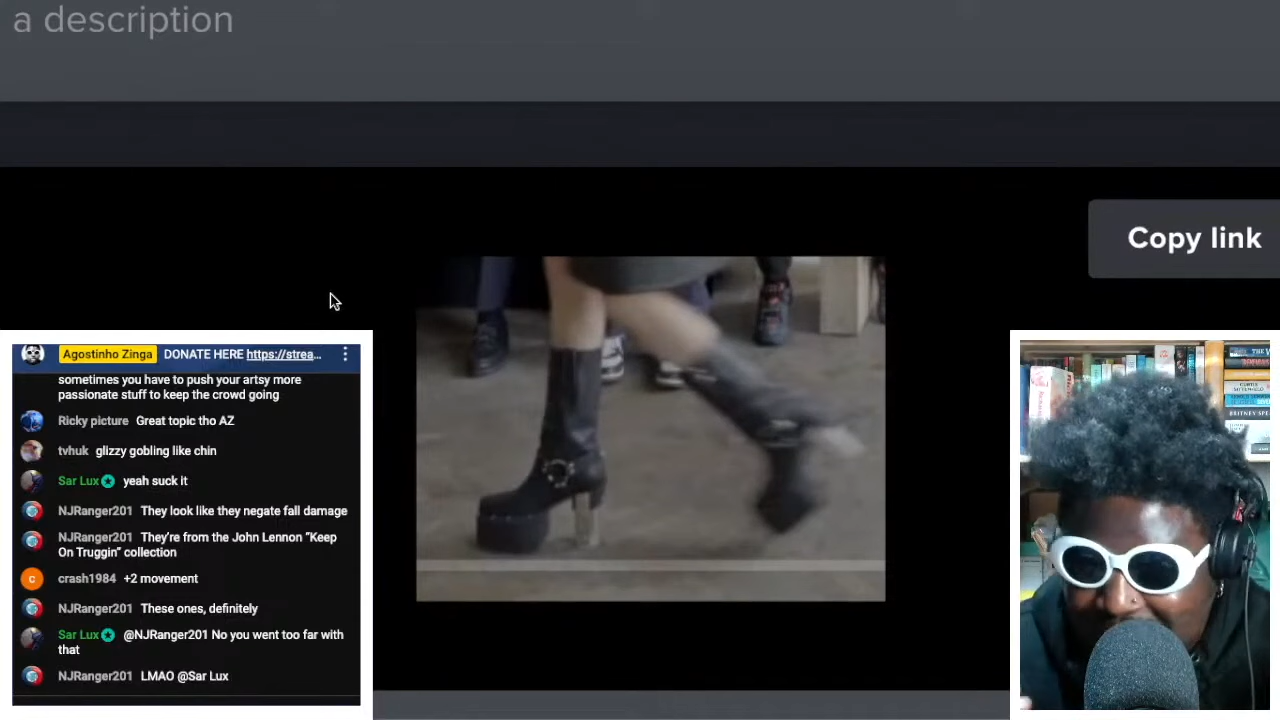 a description
Copy link
Agostinho Zinga DONATE HERE https://strea...
sometimes you have to push your artsy more
passionate stuff to keep the crowd going
Ricky picture Great topic tho AZ
tvhuk glizzy gobling like chin
Sar Lux yeah suck it
NJRanger201 They look like they negate fall damage
NJRanger201 They're from the John Lennon "Keep
On Truggin" collection
c crash1984 +2 movement
NJRanger201 These ones, definitely
Sar Lux @NJRanger201 No you went too far with
that
NJRanger201 LMAO @Sar Lux
CURTIS
SITTENFELD
BRITNEY SPEARS